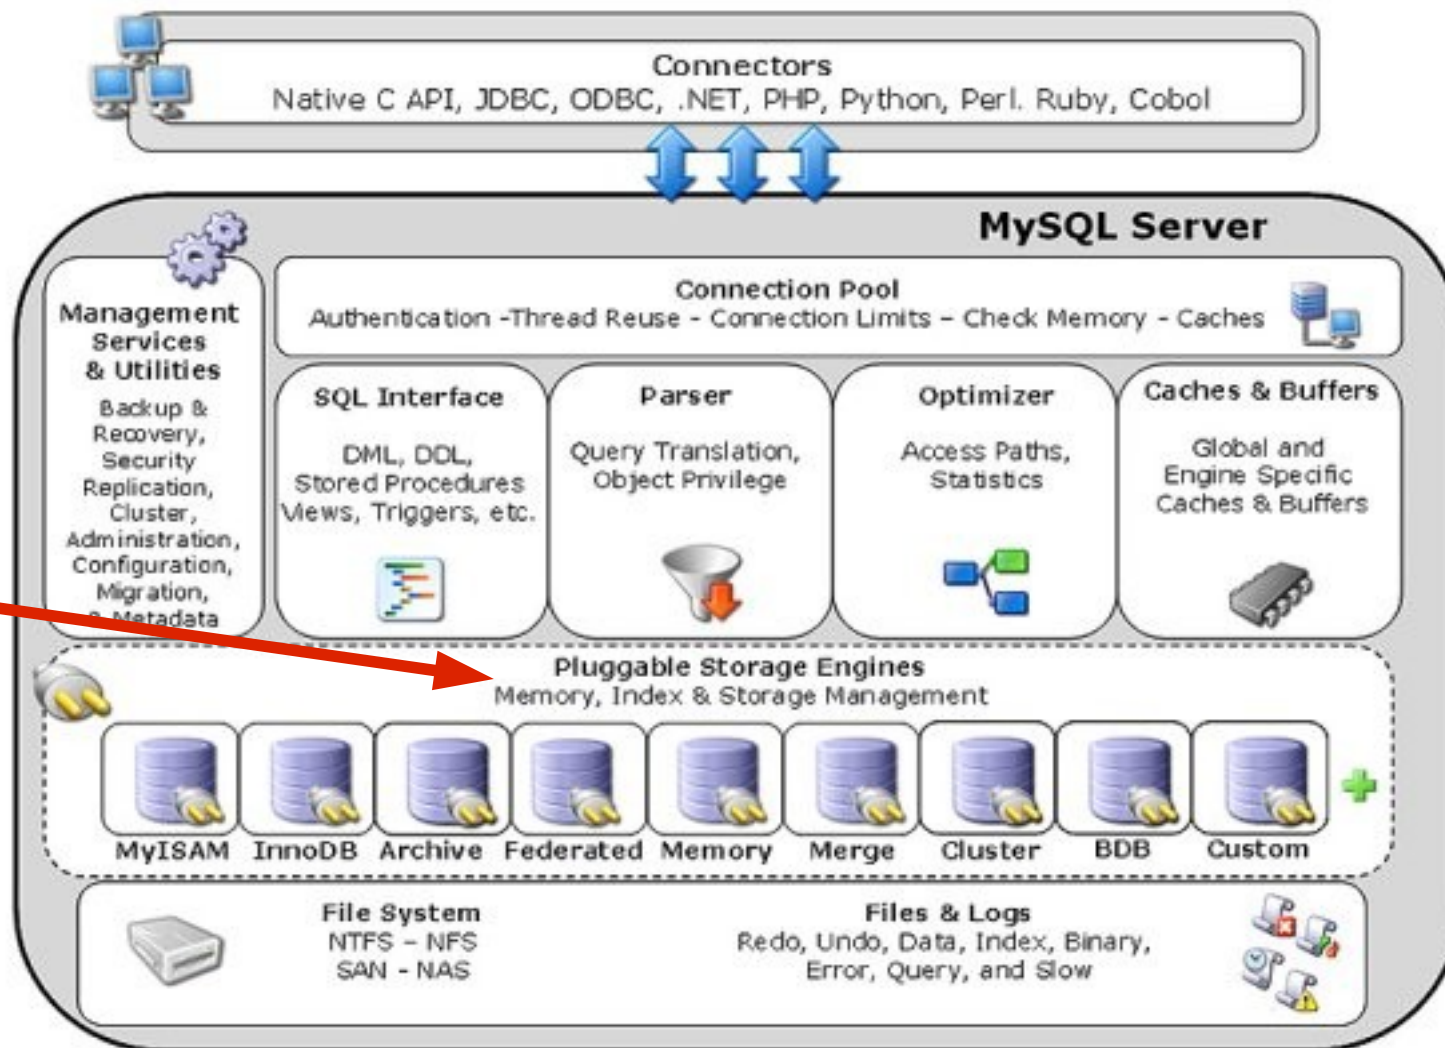 Connectors
Native C API, JDBC, ODBC, .NET, PHP, Python, Perl. Ruby, Cobol
MySQL Server
Connection Pool
Authentication -Thread Reuse - Connection Limits – Check Memory - Caches
Management
Services
& Utilities
Backup &
Recovery,
Security
Replication,
Cluster,
Administration,
Configuration,
Migration,
& Metadata
SQL Interface
DML, DDL,
Stored Procedures
Views, Triggers, etc.
Parser
Query Translation,
Object Privilege
Optimizer
Access Paths,
Statistics
Caches & Buffers
Global and
Engine Specific
Caches & Buffers
Pluggable Storage Engines
Memory, Index & Storage Management
MyISAM InnoDB Archive Federated Memory Merge Cluster BDB Custom
File System
NTFS – NFS
SAN - NAS
Files & Logs
Redo, Undo, Data, Index, Binary,
Error, Query, and Slow